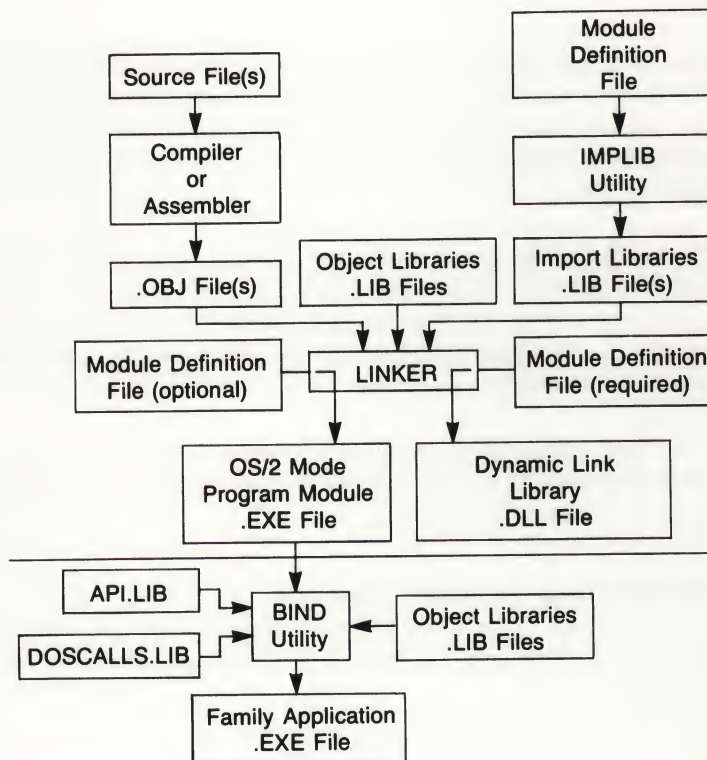 Module
Definition
File
Source File(s)
Compiler
or
Assembler
IMPLIB
Utility
.OBJ File(s)
Object Libraries
.LIB Files
Import Libraries
.LIB File(s)
Module Definition
File (optional)
LINKER
Module Definition
File (required)
OS/2 Mode
Program Module
.EXE File
Dynamic Link
Library
.DLL File
API.LIB
DOSCALLS.LIB
BIND
Utility
Object Libraries
.LIB Files
Family Application
.EXE File